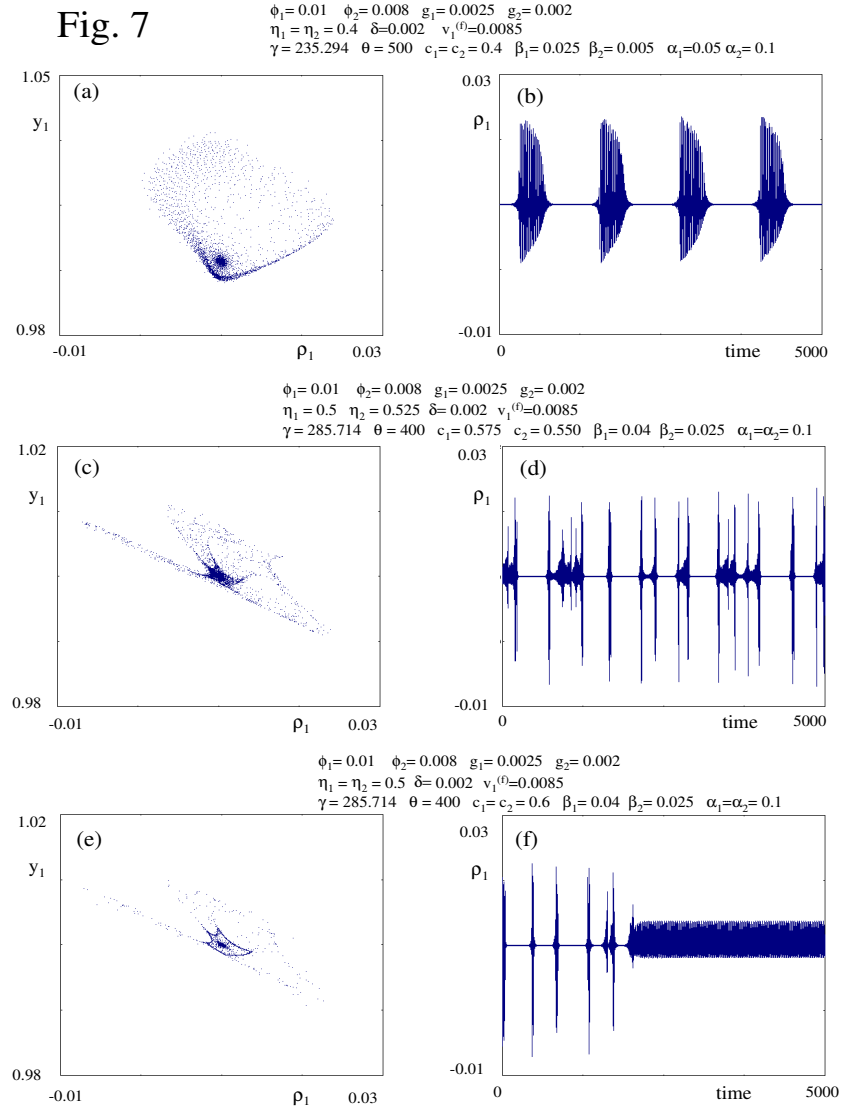 Fig. 7
ϕ₁= 0.01 ϕ₂= 0.008 g₁= 0.0025 g₂= 0.002
η₁ = η₂ = 0.4 δ=0.002 v₁⁽ᶠ⁾=0.0085
γ = 235.294 θ = 500 c₁= c₂ = 0.4 β₁= 0.025 β₂= 0.005 α₁=0.05 α₂= 0.1
1.05
(a)
y₁
0.98
-0.01
ρ₁
0.03
0.03
(b)
ρ₁
-0.01
0
time
5000
ϕ₁= 0.01 ϕ₂= 0.008 g₁= 0.0025 g₂= 0.002
η₁ = 0.5 η₂ = 0.525 δ= 0.002 v₁⁽ᶠ⁾=0.0085
γ = 285.714 θ = 400 c₁= 0.575 c₂ = 0.550 β₁= 0.04 β₂= 0.025 α₁=α₂= 0.1
1.02
(c)
y₁
0.98
-0.01
ρ₁
0.03
0.03
(d)
ρ₁
-0.01
0
time
5000
ϕ₁= 0.01 ϕ₂= 0.008 g₁= 0.0025 g₂= 0.002
η₁ = η₂ = 0.5 δ= 0.002 v₁⁽ᶠ⁾=0.0085
γ = 285.714 θ = 400 c₁= c₂ = 0.6 β₁= 0.04 β₂= 0.025 α₁=α₂= 0.1
1.02
(e)
y₁
0.98
-0.01
ρ₁
0.03
0.03
(f)
ρ₁
-0.01
0
time
5000